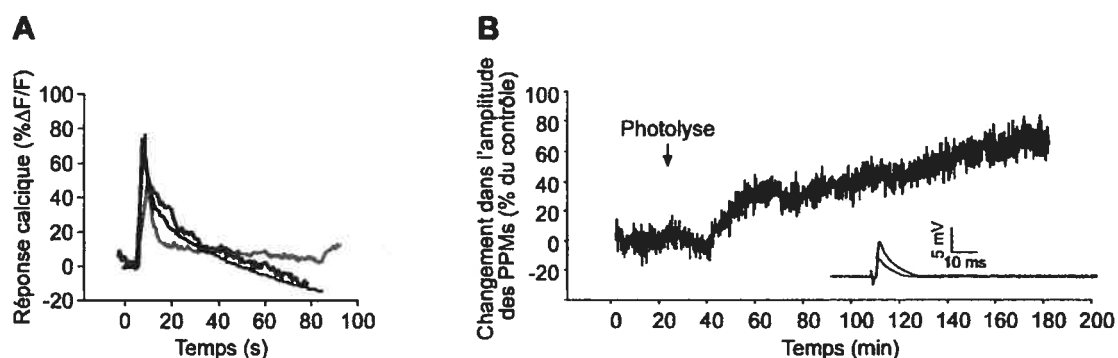 A
Réponse calcique (%ΔF/F)
100
80
60
40
20
0
-20
0 20 40 60 80 100
Temps (s)
B
Changement dans l'amplitude
des PPMs (% du contrôle)
100
80
60
40
20
0
-20
Photolyse
5 mV
10 ms
0 20 40 60 80 100 120 140 160 180 200
Temps (min)